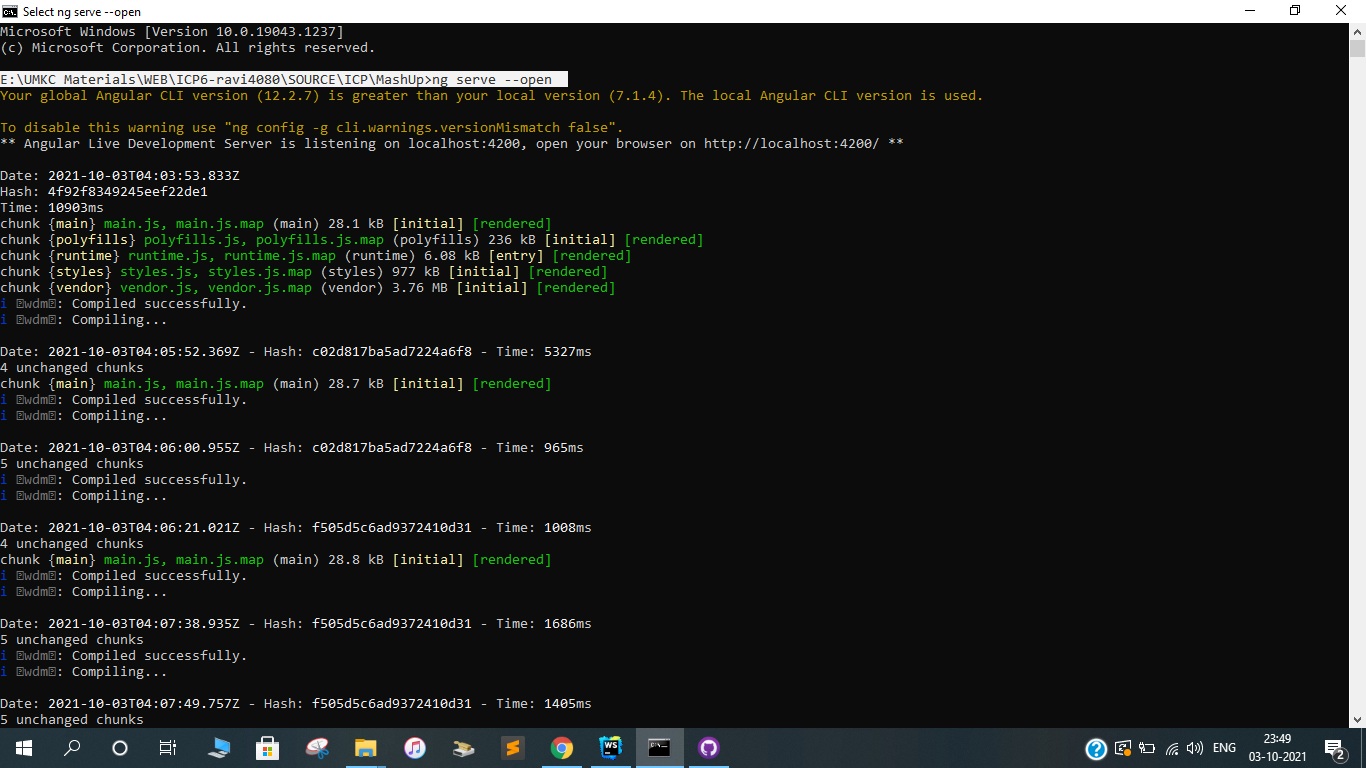 Select ng serve --open
Microsoft Windows [Version 10.0.19043.1237]
(c) Microsoft Corporation. All rights reserved.
E:\UMKC Materials\WEB\ICP6-ravi4080\SOURCE\ICP\MashUp>ng serve --open
Your global Angular CLI version (12.2.7) is greater than your local version (7.1.4). The local Angular CLI version is used.
To disable this warning use "ng config -g cli.warnings.versionMismatch false".
** Angular Live Development Server is listening on localhost:4200, open your browser on http://localhost:4200/ **
Date: 2021-10-03T04:03:53.833Z
Hash: 4f92f8349245eef22de1
Time: 10903ms
chunk {main} main.js, main.js.map (main) 28.1 kB [initial] [rendered]
chunk {polyfills} polyfills.js, polyfills.js.map (polyfills) 236 kB [initial] [rendered]
chunk {runtime} runtime.js, runtime.js.map (runtime) 6.08 kB [entry] [rendered]
chunk {styles} styles.js, styles.js.map (styles) 977 kB [initial] [rendered]
chunk {vendor} vendor.js, vendor.js.map (vendor) 3.76 MB [initial] [rendered]
i wdm: Compiled successfully.
i wdm: Compiling...
Date: 2021-10-03T04:05:52.369Z - Hash: c02d817ba5ad7224a6f8 - Time: 5327ms
4 unchanged chunks
chunk {main} main.js, main.js.map (main) 28.7 kB [initial] [rendered]
i wdm: Compiled successfully.
i wdm: Compiling...
Date: 2021-10-03T04:06:00.955Z - Hash: c02d817ba5ad7224a6f8 - Time: 965ms
5 unchanged chunks
i wdm: Compiled successfully.
i wdm: Compiling...
Date: 2021-10-03T04:06:21.021Z - Hash: f505d5c6ad9372410d31 - Time: 1008ms
4 unchanged chunks
chunk {main} main.js, main.js.map (main) 28.8 kB [initial] [rendered]
i wdm: Compiled successfully.
i wdm: Compiling...
Date: 2021-10-03T04:07:38.935Z - Hash: f505d5c6ad9372410d31 - Time: 1686ms
5 unchanged chunks
i wdm: Compiled successfully.
i wdm: Compiling...
Date: 2021-10-03T04:07:49.757Z - Hash: f505d5c6ad9372410d31 - Time: 1405ms
5 unchanged chunks
WS
ENG
23:49
03-10-2021
2